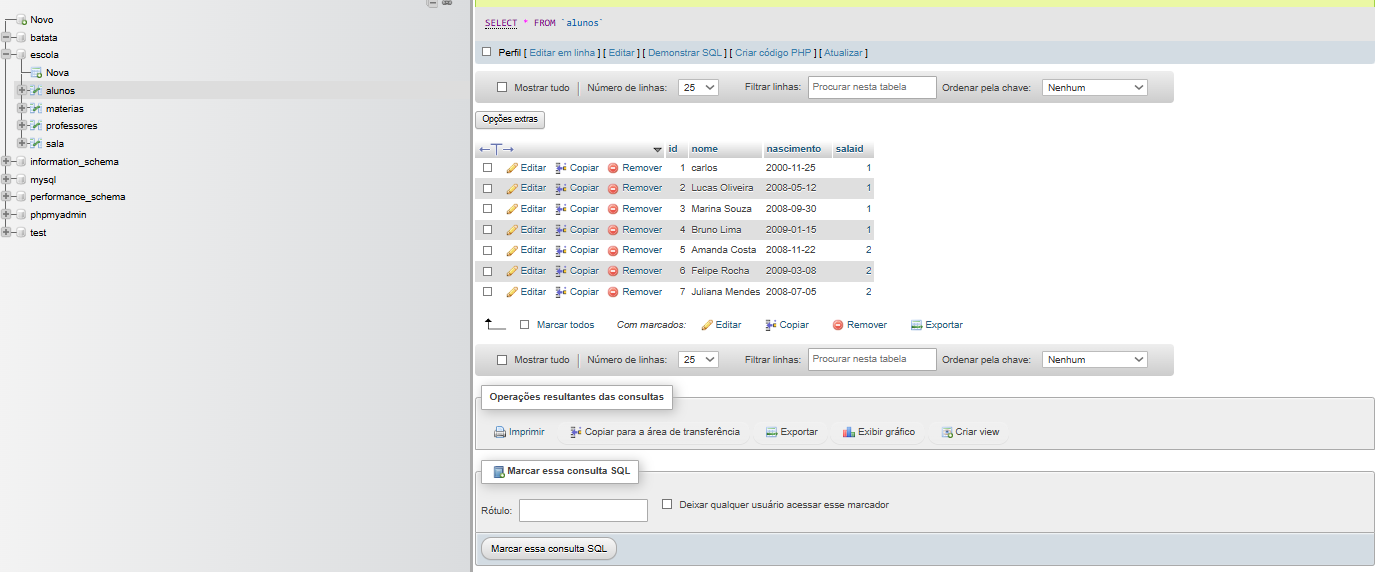 Novo
batata
escola
Nova
alunos
materias
professores
sala
information_schema
mysql
performance_schema
phpmyadmin
test
SELECT * FROM `alunos`
Perfil [ Editar em linha ] [ Editar ] [ Demonstrar SQL ] [ Criar código PHP ] [ Atualizar ]
Mostrar tudo Número de linhas: 25 Filtrar linhas: Procurar nesta tabela Ordenar pela chave: Nenhum
Opções extras
←T→ id nome nascimento salaid
Editar Copiar Remover 1 carlos 2000-11-25 1
Editar Copiar Remover 2 Lucas Oliveira 2008-05-12 1
Editar Copiar Remover 3 Marina Souza 2008-09-30 1
Editar Copiar Remover 4 Bruno Lima 2009-01-15 1
Editar Copiar Remover 5 Amanda Costa 2008-11-22 2
Editar Copiar Remover 6 Felipe Rocha 2009-03-08 2
Editar Copiar Remover 7 Juliana Mendes 2008-07-05 2
Marcar todos Com marcados: Editar Copiar Remover Exportar
Mostrar tudo Número de linhas: 25 Filtrar linhas: Procurar nesta tabela Ordenar pela chave: Nenhum
Operações resultantes das consultas
Imprimir Copiar para a área de transferência Exportar Exibir gráfico Criar view
Marcar essa consulta SQL
Rótulo: Deixar qualquer usuário acessar esse marcador
Marcar essa consulta SQL